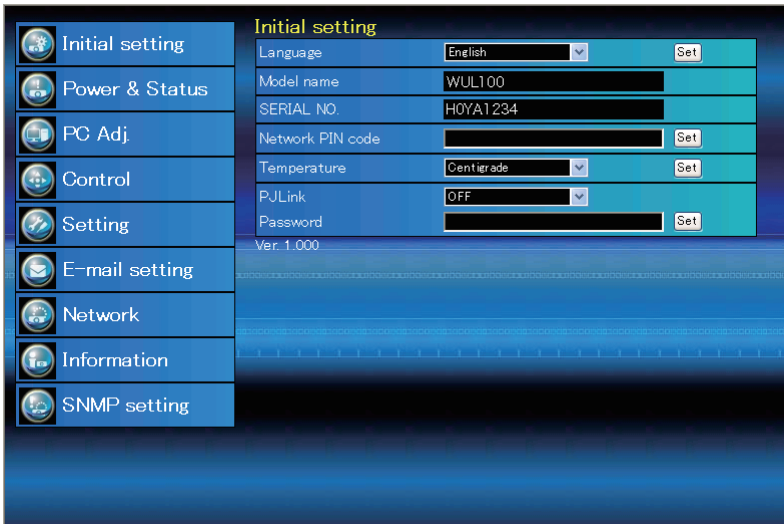 Initial setting
Power & Status
PC Adj.
Control
Setting
E-mail setting
Network
Information
SNMP setting
Initial setting
Language English Set
Model name WUL100
SERIAL NO. H0YA1234
Network PIN code Set
Temperature Centigrade Set
PJLink OFF
Password Set
Ver. 1.000